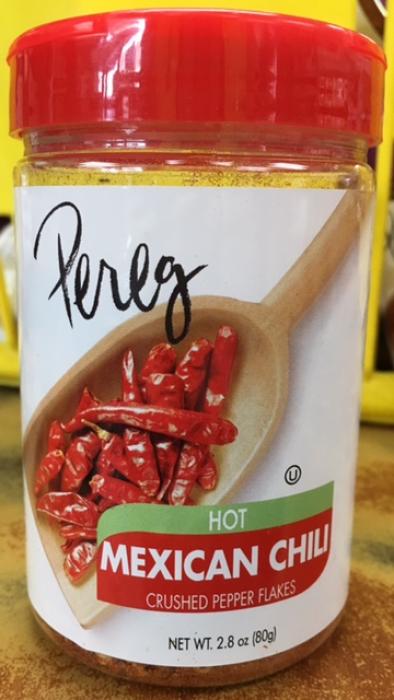 Pereg
U
HOT
MEXICAN CHILI
CRUSHED PEPPER FLAKES
NET WT. 2.8 oz (80g)